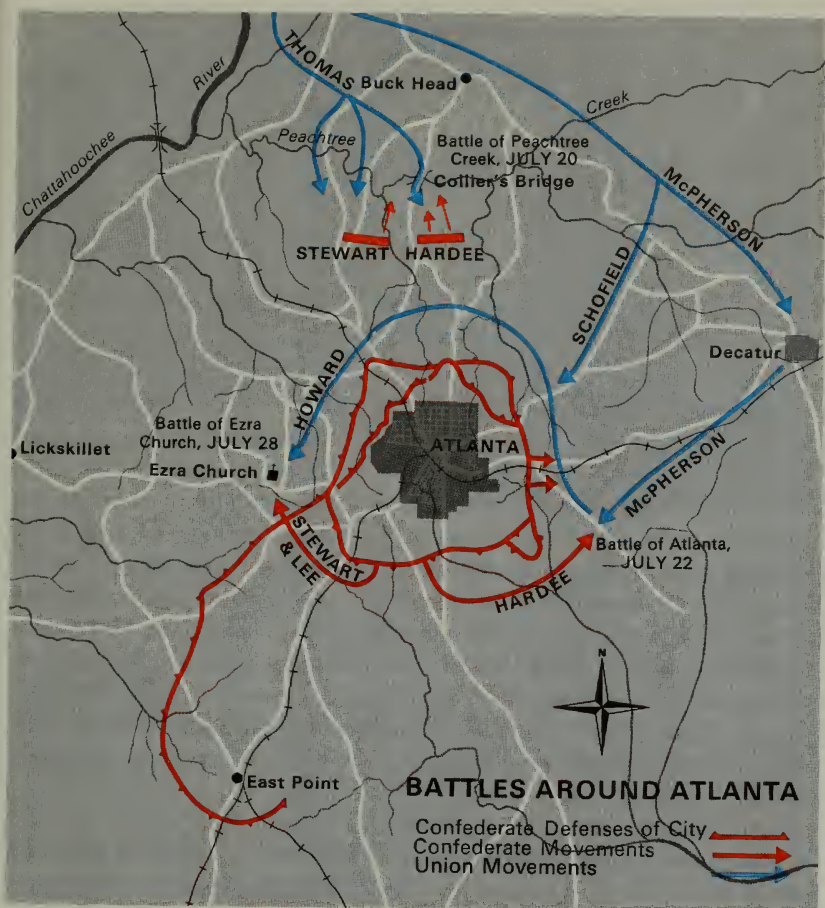 THOMAS
Buck Head
River
Chattahoochee
Creek
Peachtree
Battle of Peachtree
Creek, JULY 20
Collier's Bridge
McPHERSON
STEWART
HARDEE
SCHOFIELD
Decatur
HOWARD
Battle of Ezra
Church, JULY 28
Ezra Church
Lickskillet
ATLANTA
McPHERSON
Battle of Atlanta,
JULY 22
STEWART
& LEE
HARDEE
N
East Point
BATTLES AROUND ATLANTA
Confederate Defenses of City
Confederate Movements
Union Movements